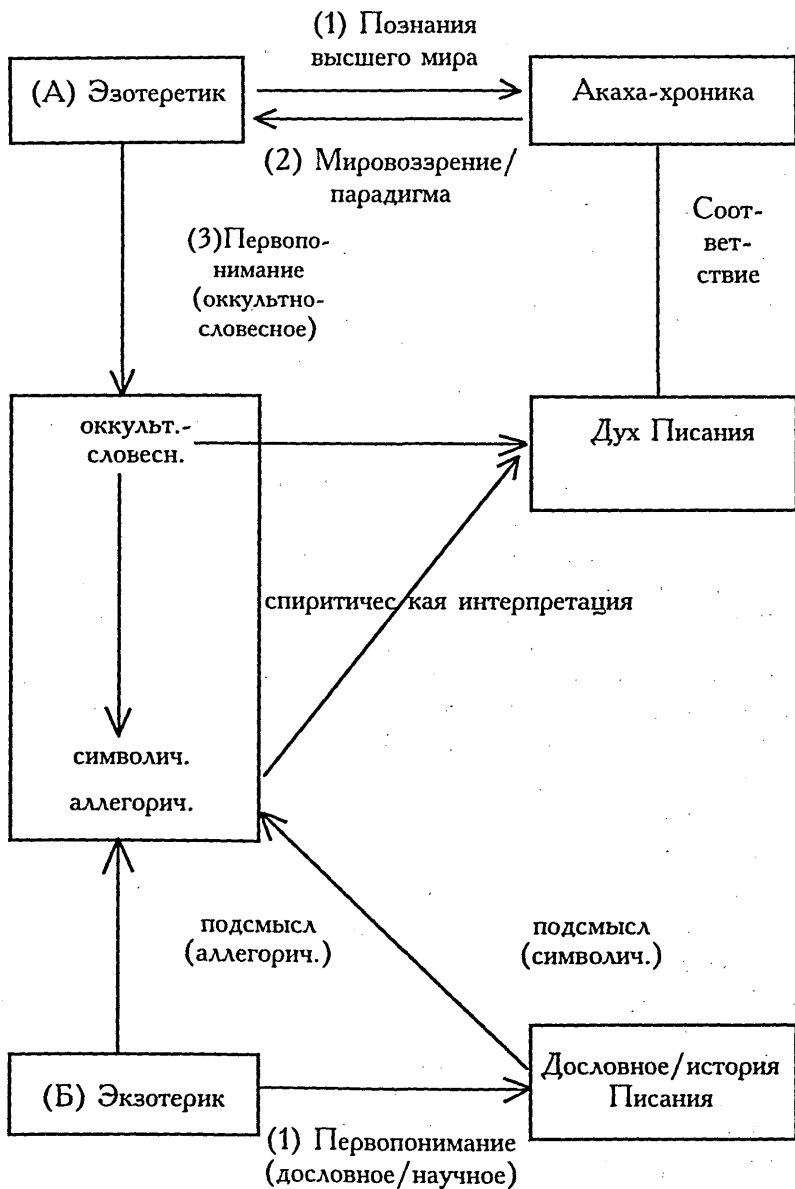 (1) Познания
высшего мира
(А) Эзотеретик
Акаха-хроника
(2) Мировоззрение/
парадигма
Соот-
вет-
ствие
(3)Первопо-
нимание
(оккультно-
словесное)
оккульт.-
словесн.
Дух Писания
спиритичес кая интерпретация
символич.
аллегорич.
подсмысл
(аллегорич.)
подсмысл
(символич.)
(Б) Экзотерик
Дословное/история
Писания
(1) Первопонимание
(дословное/научное)